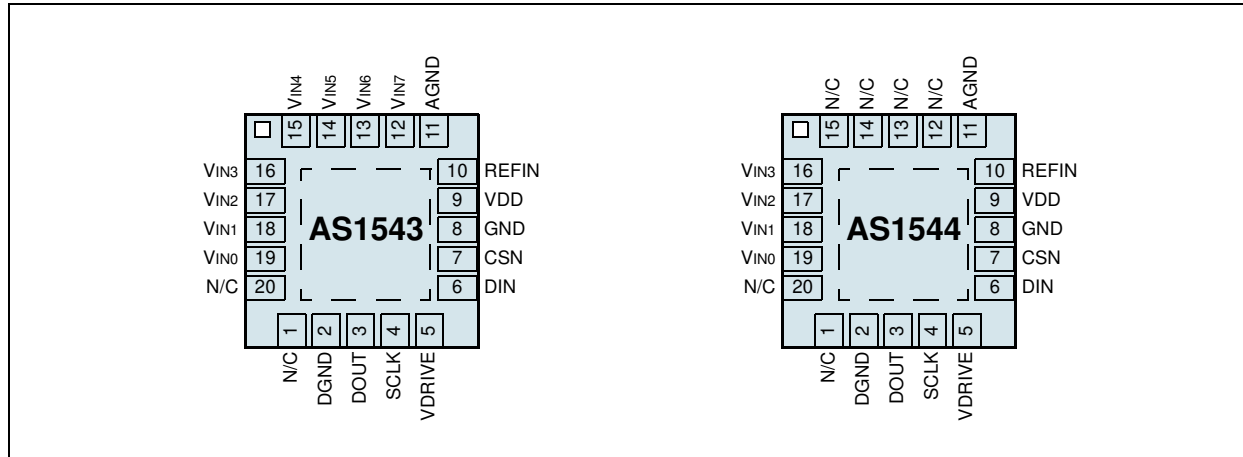 VIN4 VIN5 VIN6 VIN7 AGND
15 14 13 12 11
VIN3 16
VIN2 17
VIN1 18
VIN0 19
N/C 20
AS1543
10 REFIN
9 VDD
8 GND
7 CSN
6 DIN
1 2 3 4 5
N/C DGND DOUT SCLK VDRIVE
N/C N/C N/C N/C AGND
15 14 13 12 11
VIN3 16
VIN2 17
VIN1 18
VIN0 19
N/C 20
AS1544
10 REFIN
9 VDD
8 GND
7 CSN
6 DIN
1 2 3 4 5
N/C DGND DOUT SCLK VDRIVE